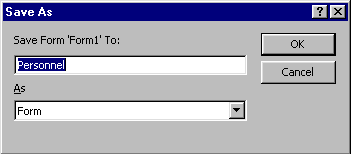 Save As
Save Form 'Form1' To:
OK
Personnel
Cancel
As
Form